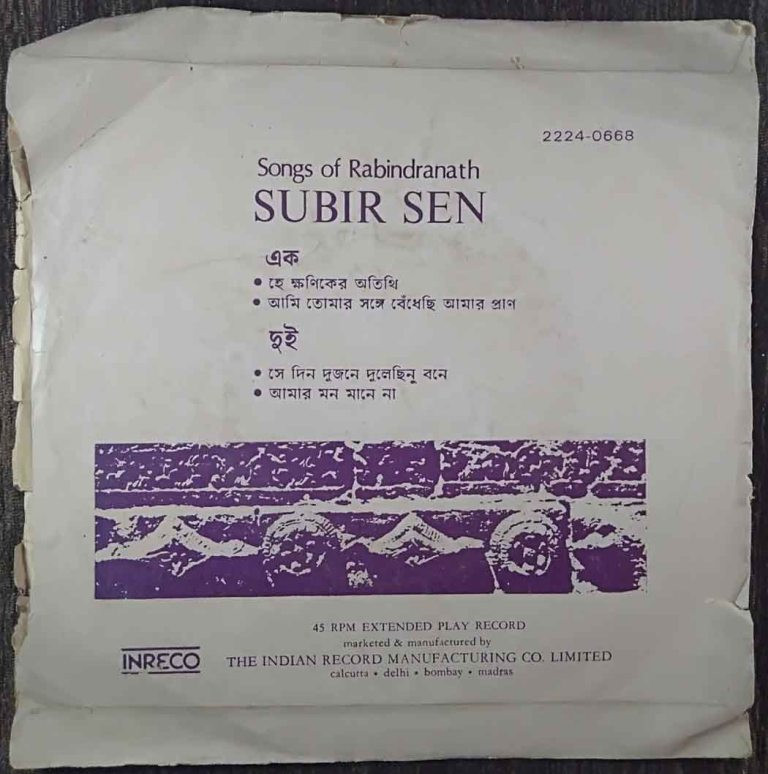 2224-0668
Songs of Rabindranath
SUBIR SEN
এক
• হে ক্ষণিকের অতিথি
• আমি তোমার সঙ্গে বেঁধেছি আমার প্রাণ
দুই
• সে দিন দুজনে দুলেছিনু বনে
• আমার মন মানে না
45 RPM EXTENDED PLAY RECORD
marketed & manufactured by
INRECO THE INDIAN RECORD MANUFACTURING CO. LIMITED
calcutta • delhi • bombay • madras